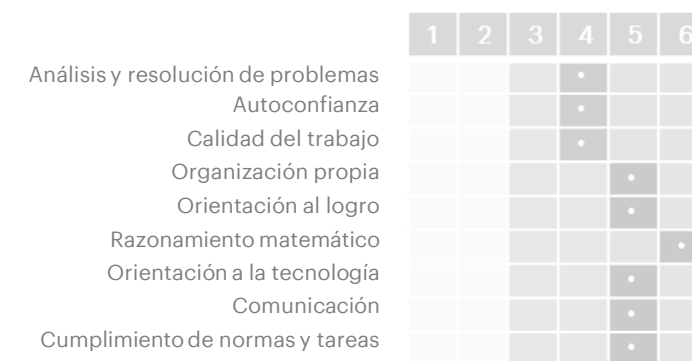 1 2 3 4 5 6
Análisis y resolución de problemas
Autoconfianza
Calidad del trabajo
Organización propia
Orientación al logro
Razonamiento matemático
Orientación a la tecnología
Comunicación
Cumplimiento de normas y tareas